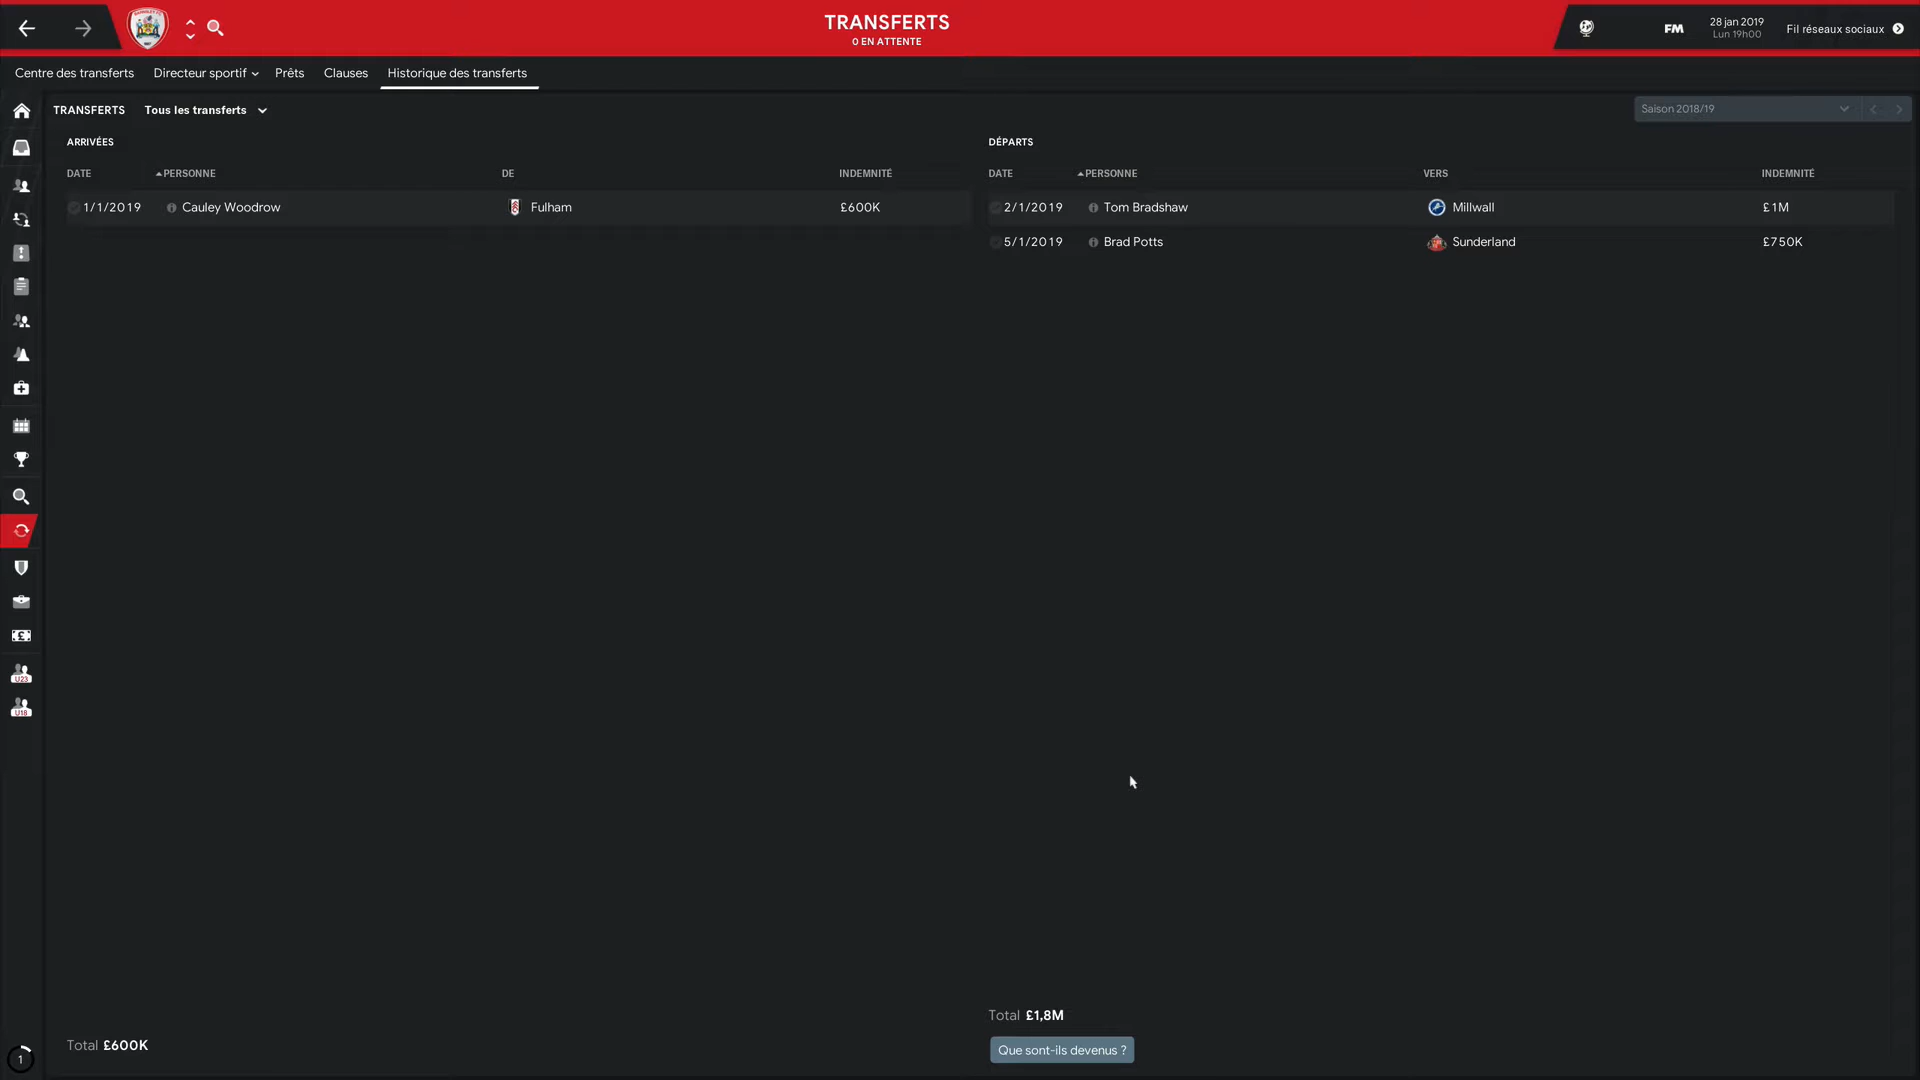 TRANSFERTS
0 EN ATTENTE
FM
28 jan 2019
Lun 19h00
Fil réseaux sociaux
Centre des transferts
Directeur sportif
Prêts
Clauses
Historique des transferts
TRANSFERTS
Tous les transferts
Saison 2018/19
ARRIVÉES
DATE PERSONNE DE INDEMNITÉ
1/1/2019 Cauley Woodrow Fulham £600K
Total £600K
DÉPARTS
DATE PERSONNE VERS INDEMNITÉ
2/1/2019 Tom Bradshaw Millwall £1M
5/1/2019 Brad Potts Sunderland £750K
Total £1,8M
Que sont-ils devenus ?
U23
U18
1